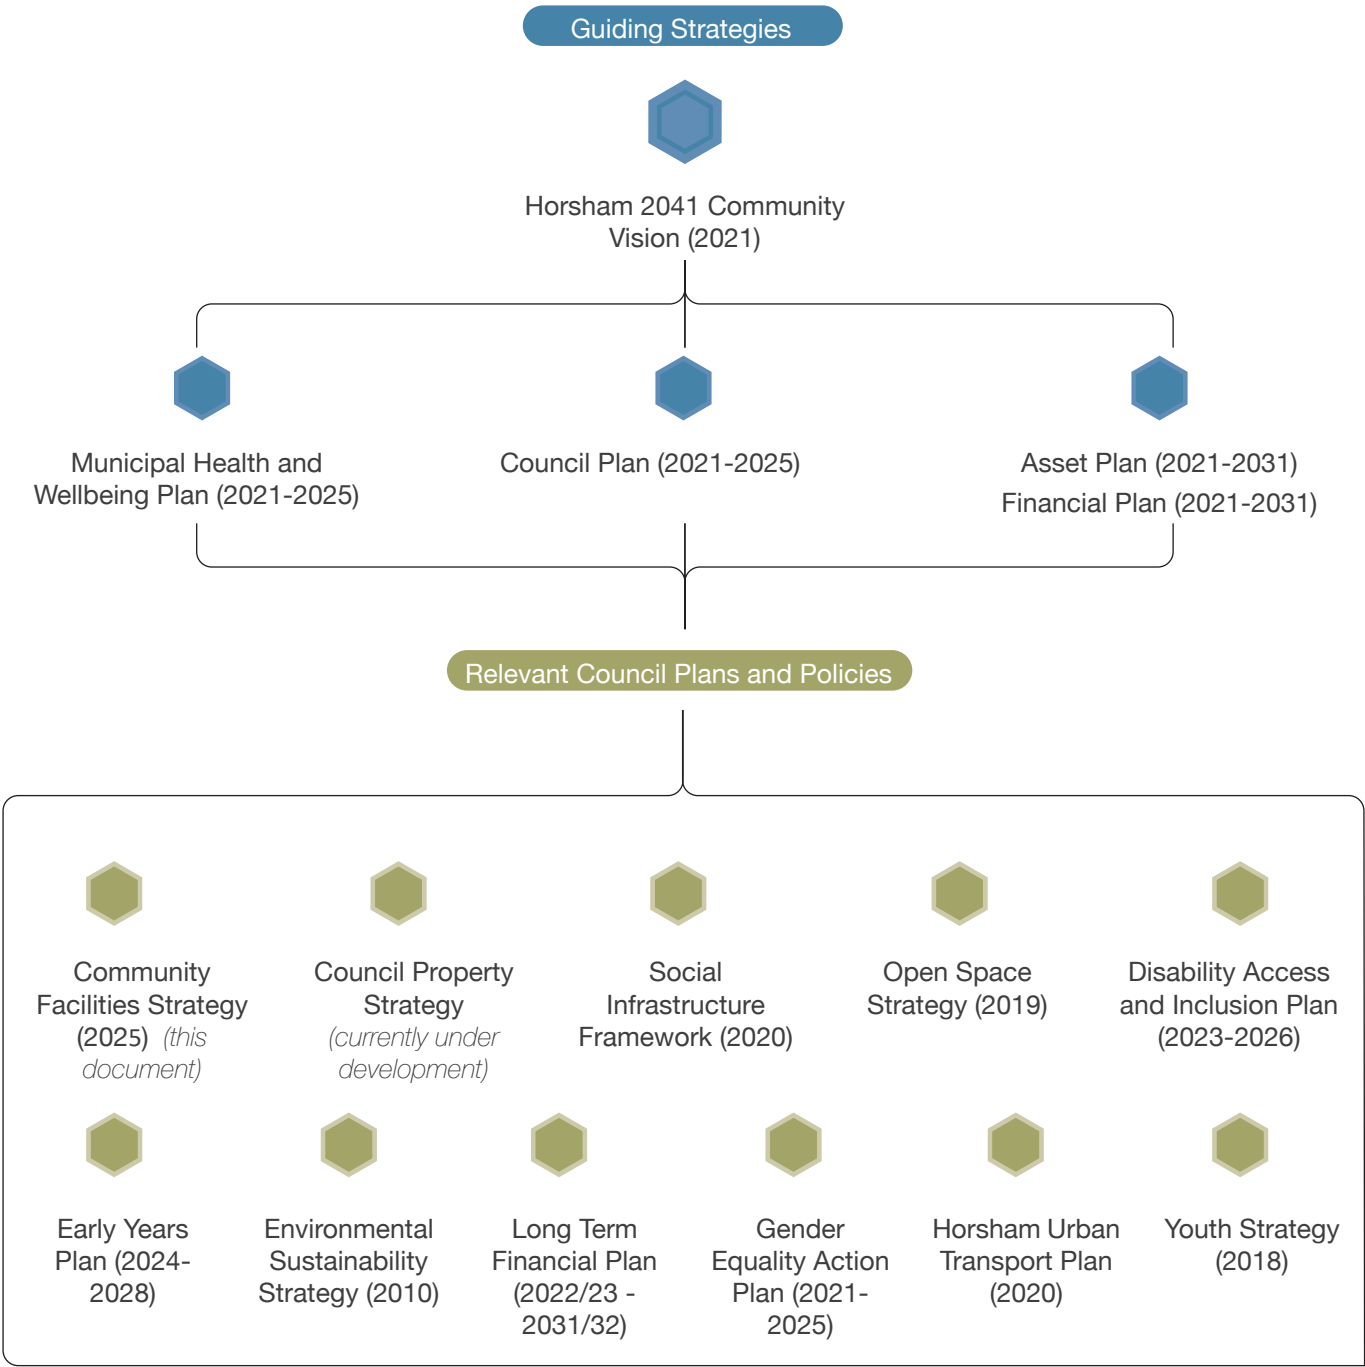 Guiding Strategies
Horsham 2041 Community
Vision (2021)
Municipal Health and
Wellbeing Plan (2021-2025)
Council Plan (2021-2025)
Asset Plan (2021-2031)
Financial Plan (2021-2031)
Relevant Council Plans and Policies
Community
Facilities Strategy
(2025) (this
document)
Council Property
Strategy
(currently under
development)
Social
Infrastructure
Framework (2020)
Open Space
Strategy (2019)
Disability Access
and Inclusion Plan
(2023-2026)
Early Years
Plan (2024-
2028)
Environmental
Sustainability
Strategy (2010)
Long Term
Financial Plan
(2022/23 -
2031/32)
Gender
Equality Action
Plan (2021-
2025)
Horsham Urban
Transport Plan
(2020)
Youth Strategy
(2018)